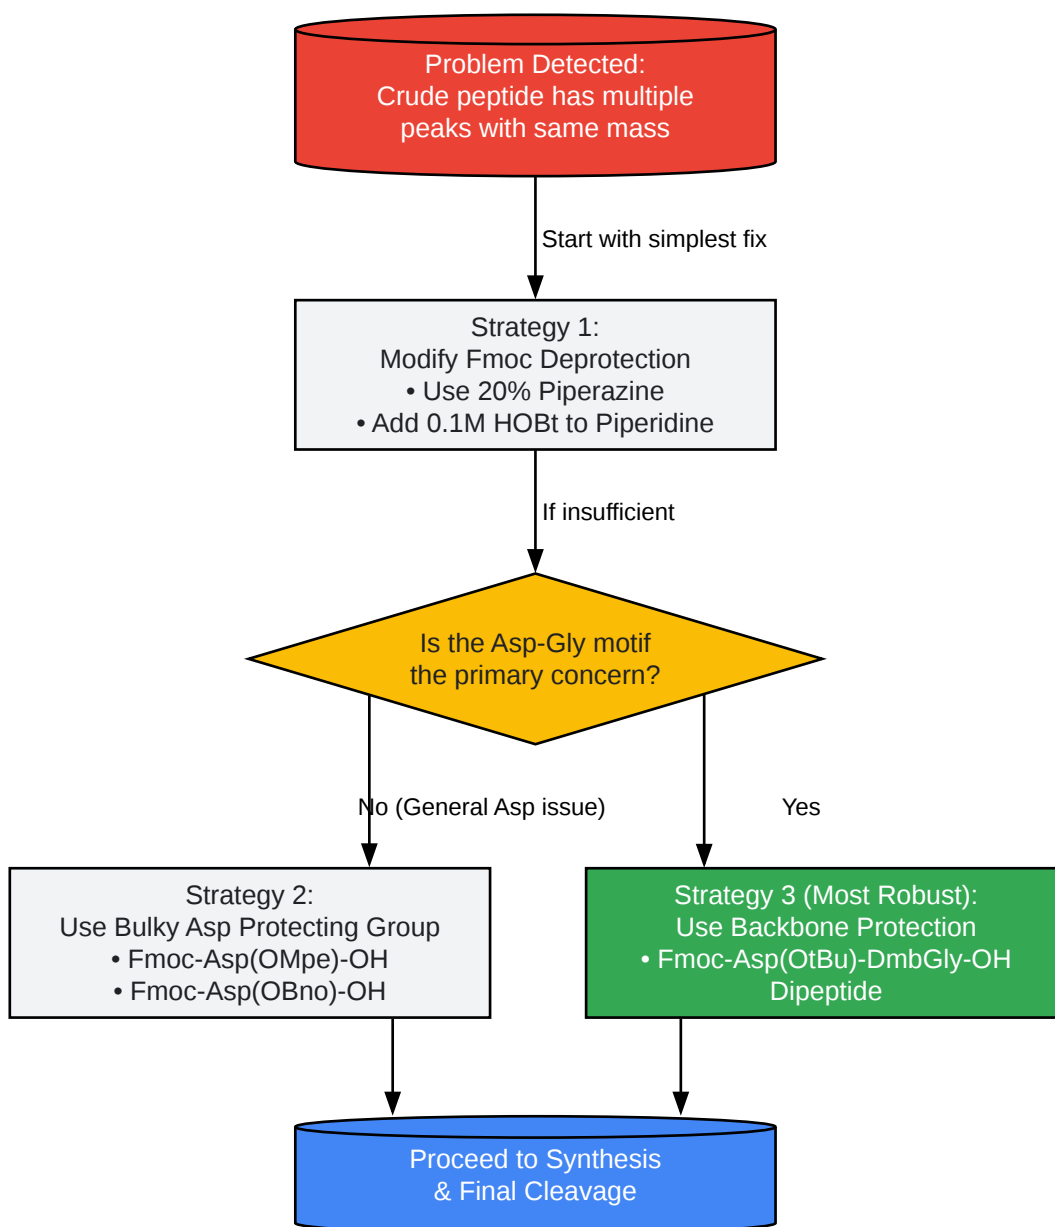 Problem Detected:
Crude peptide has multiple
peaks with same mass
Start with simplest fix
Strategy 1:
Modify Fmoc Deprotection
• Use 20% Piperazine
• Add 0.1M HOBt to Piperidine
If insufficient
Is the Asp-Gly motif
the primary concern?
No (General Asp issue)
Yes
Strategy 2:
Use Bulky Asp Protecting Group
• Fmoc-Asp(OMpe)-OH
• Fmoc-Asp(OBno)-OH
Strategy 3 (Most Robust):
Use Backbone Protection
• Fmoc-Asp(OtBu)-DmbGly-OH
Dipeptide
Proceed to Synthesis
& Final Cleavage